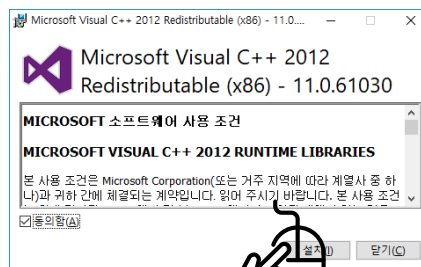 Microsoft Visual C++ 2012 Redistributable (x86) - 11.0....
Microsoft Visual C++ 2012
Redistributable (x86) - 11.0.61030
MICROSOFT 소프트웨어 사용 조건
MICROSOFT VISUAL C++ 2012 RUNTIME LIBRARIES
본 사용 조건은 Microsoft Corporation(또는 거주 지역에 따라 계열사 중 하
나)과 귀하 간에 체결되는 계약입니다. 읽어 주시기 바랍니다. 본 사용 조건
동의함(A)
설치(I) 닫기(C)